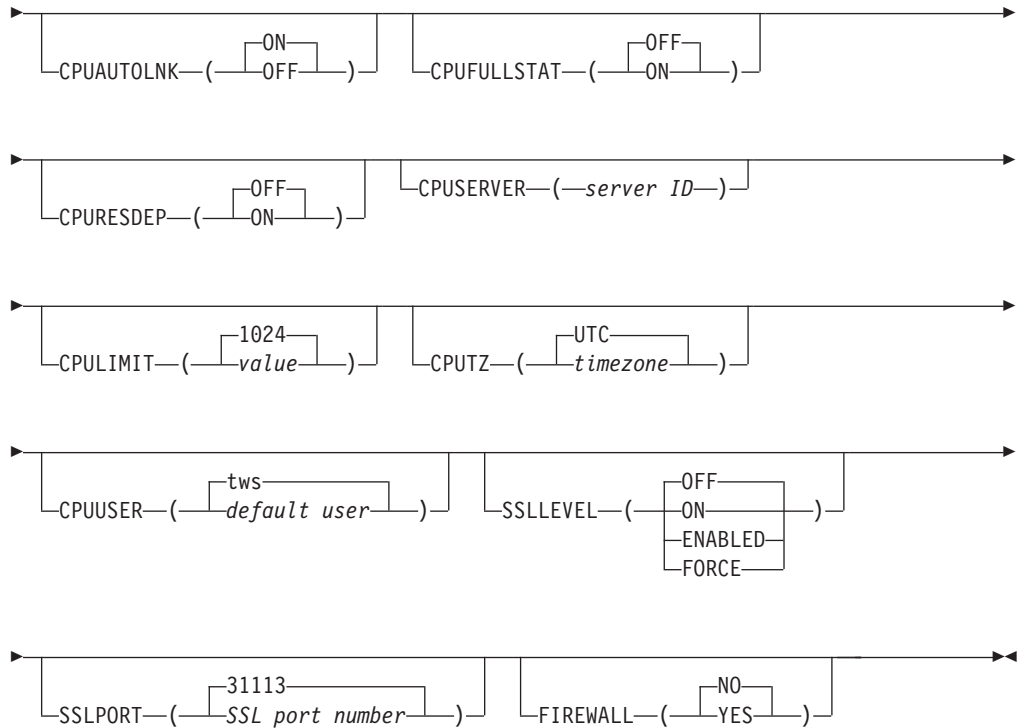 ON OFF
CPUAUTOLNK ( OFF ) CPUFULLSTAT ( ON )
OFF CPUSERVER ( server ID )
CPURESDEP ( ON )
1024 UTC
CPULIMIT ( value ) CPUTZ ( timezone )
tws OFF
CPUUSER ( default user ) SSLLEVEL ( ON )
ENABLED
FORCE
31113 NO
SSLPORT ( SSL port number ) FIREWALL ( YES )